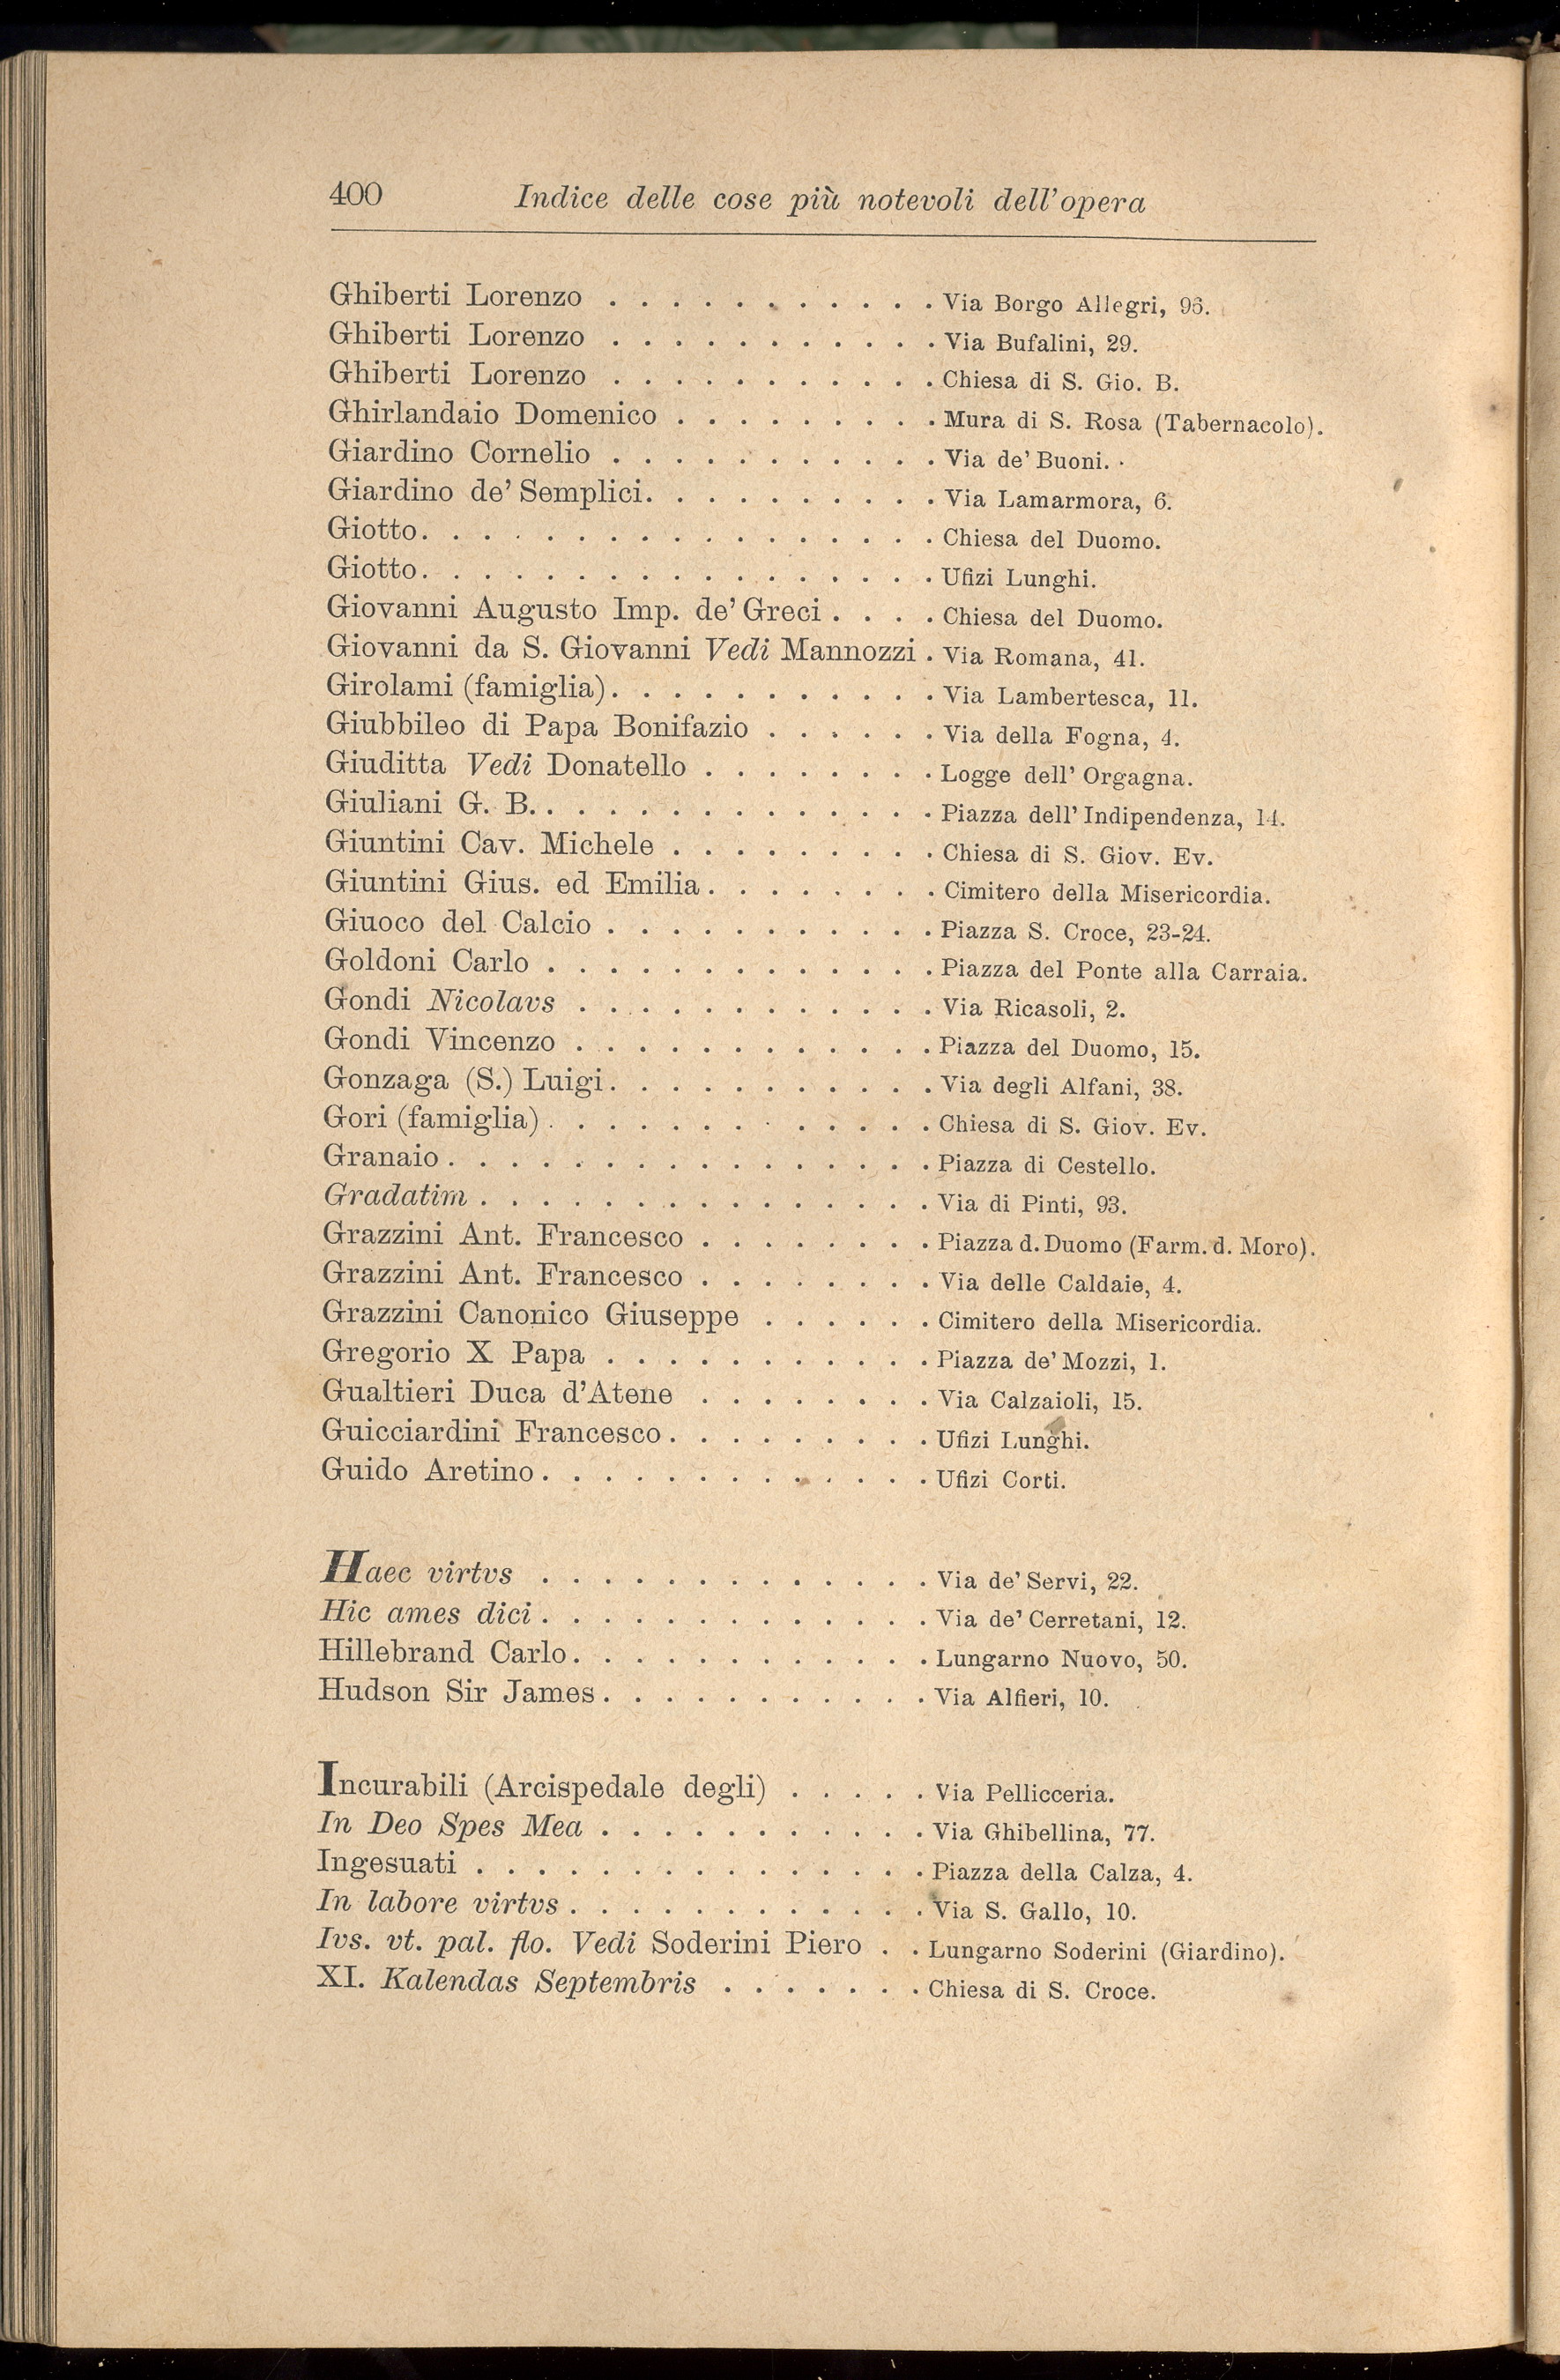 400 Indice delle cose più notevoli dell'opera
Ghiberti Lorenzo . . . . . . . . . . . Via Borgo Allegri, 96.
Ghiberti Lorenzo . . . . . . . . . . . Via Bufalini, 29.
Ghiberti Lorenzo . . . . . . . . . . . Chiesa di S. Gio. B.
Ghirlandaio Domenico . . . . . . . . . Mura di S. Rosa (Tabernacolo).
Giardino Cornelio . . . . . . . . . . . Via de' Buoni.
Giardino de' Semplici. . . . . . . . . . Via Lamarmora, 6.
Giotto. . . . . . . . . . . . . . . . . Chiesa del Duomo.
Giotto. . . . . . . . . . . . . . . . . Ufizi Lunghi.
Giovanni Augusto Imp. de' Greci . . . . Chiesa del Duomo.
Giovanni da S. Giovanni Vedi Mannozzi . Via Romana, 41.
Girolami (famiglia). . . . . . . . . . . Via Lambertesca, 11.
Giubbileo di Papa Bonifazio . . . . . . Via della Fogna, 4.
Giuditta Vedi Donatello . . . . . . . . Logge dell' Orgagna.
Giuliani G. B. . . . . . . . . . . . . . Piazza dell' Indipendenza, 14.
Giuntini Cav. Michele . . . . . . . . . Chiesa di S. Giov. Ev.
Giuntini Gius. ed Emilia. . . . . . . . Cimitero della Misericordia.
Giuoco del Calcio . . . . . . . . . . . Piazza S. Croce, 23-24.
Goldoni Carlo . . . . . . . . . . . . . Piazza del Ponte alla Carraia.
Gondi Nicolavs . . . . . . . . . . . . Via Ricasoli, 2.
Gondi Vincenzo . . . . . . . . . . . . Piazza del Duomo, 15.
Gonzaga (S.) Luigi. . . . . . . . . . . Via degli Alfani, 38.
Gori (famiglia) . . . . . . . . . . . . . Chiesa di S. Giov. Ev.
Granaio . . . . . . . . . . . . . . . . Piazza di Cestello.
Gradatim . . . . . . . . . . . . . . . Via di Pinti, 93.
Grazzini Ant. Francesco . . . . . . . . Piazza d. Duomo (Farm. d. Moro).
Grazzini Ant. Francesco . . . . . . . . Via delle Caldaie, 4.
Grazzini Canonico Giuseppe . . . . . . Cimitero della Misericordia.
Gregorio X Papa . . . . . . . . . . . Piazza de' Mozzi, 1.
Gualtieri Duca d'Atene . . . . . . . . Via Calzaioli, 15.
Guicciardini Francesco . . . . . . . . . Ufizi Lunghi.
Guido Aretino. . . . . . . . . . . . . Ufizi Corti.
Haec virtvs . . . . . . . . . . . . . Via de' Servi, 22.
Hic ames dici . . . . . . . . . . . . . Via de' Cerretani, 12.
Hillebrand Carlo. . . . . . . . . . . . Lungarno Nuovo, 50.
Hudson Sir James. . . . . . . . . . . Via Alfieri, 10.
Incurabili (Arcispedale degli) . . . . . Via Pellicceria.
In Deo Spes Mea . . . . . . . . . . . Via Ghibellina, 77.
Ingesuati . . . . . . . . . . . . . . . Piazza della Calza, 4.
In labore virtvs . . . . . . . . . . . . Via S. Gallo, 10.
Ivs. vt. pal. flo. Vedi Soderini Piero . . Lungarno Soderini (Giardino).
XI. Kalendas Septembris . . . . . . . Chiesa di S. Croce.